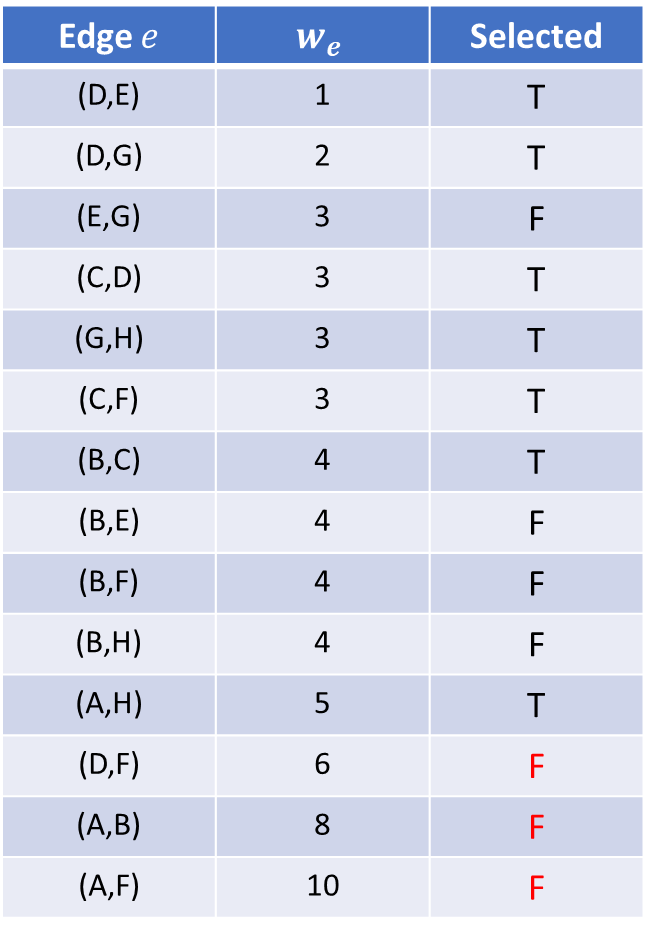 Edge e w_e Selected
(D,E) 1 T
(D,G) 2 T
(E,G) 3 F
(C,D) 3 T
(G,H) 3 T
(C,F) 3 T
(B,C) 4 T
(B,E) 4 F
(B,F) 4 F
(B,H) 4 F
(A,H) 5 T
(D,F) 6 F
(A,B) 8 F
(A,F) 10 F